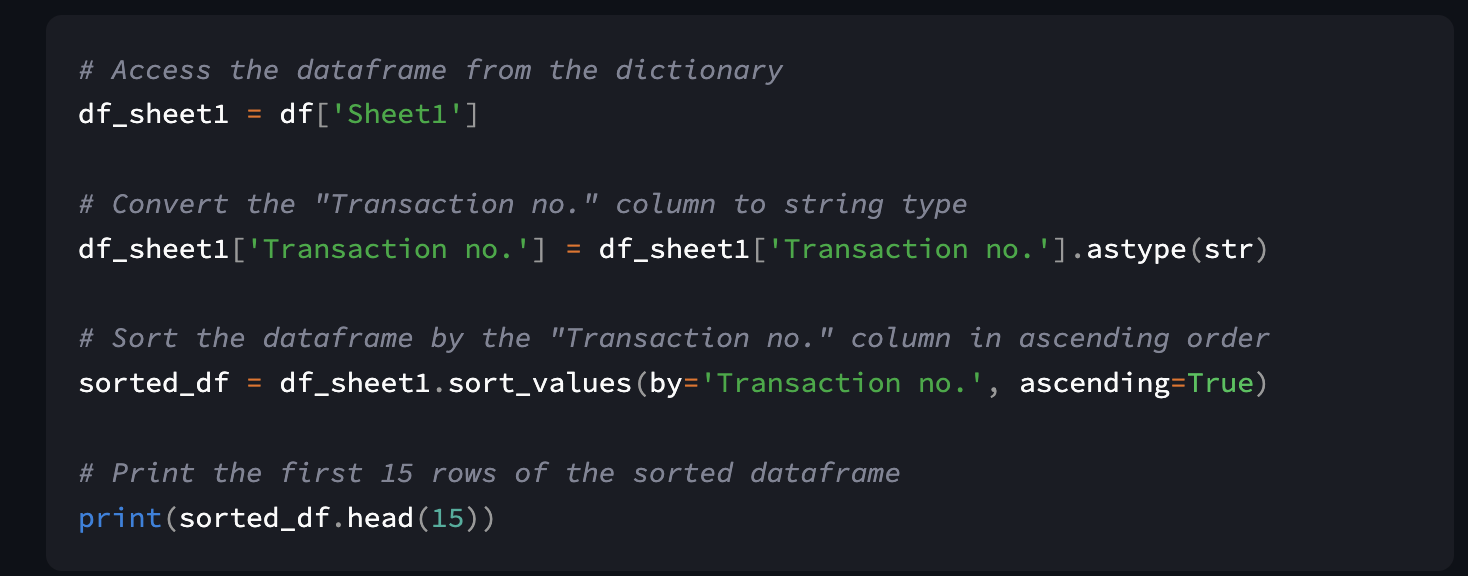 # Access the dataframe from the dictionary
df_sheet1 = df['Sheet1']
# Convert the "Transaction no." column to string type
df_sheet1['Transaction no.'] = df_sheet1['Transaction no.'].astype(str)
# Sort the dataframe by the "Transaction no." column in ascending order
sorted_df = df_sheet1.sort_values(by='Transaction no.', ascending=True)
# Print the first 15 rows of the sorted dataframe
print(sorted_df.head(15))